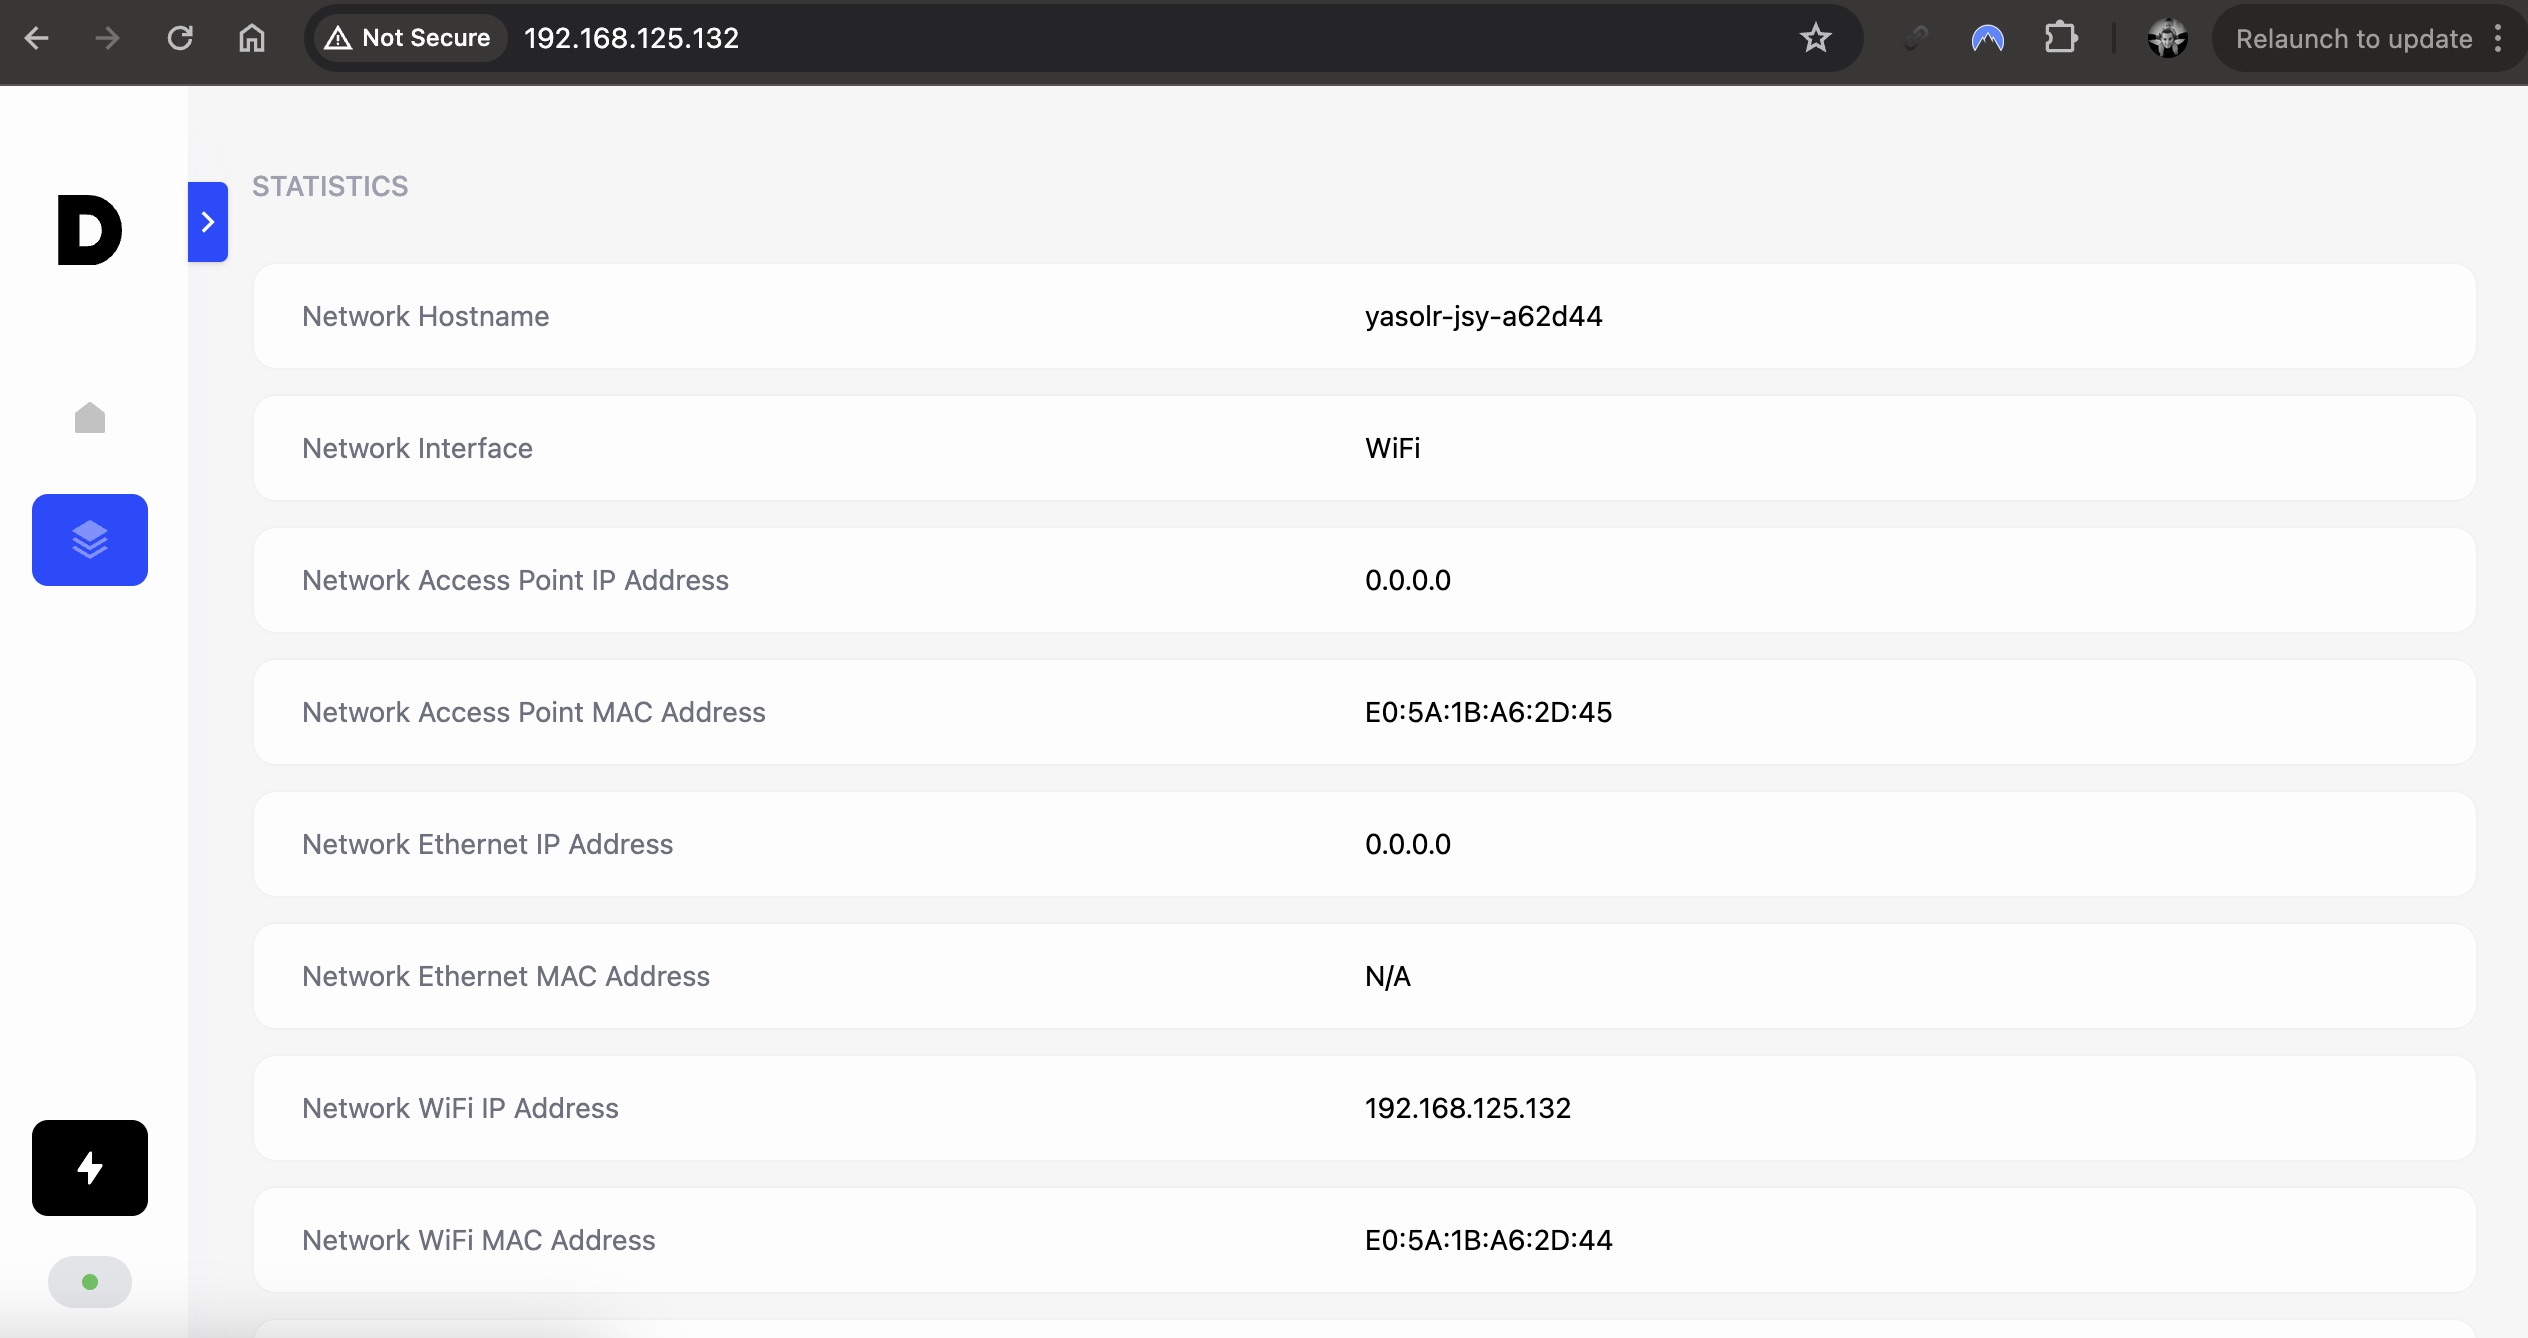 Not Secure 192.168.125.132 Relaunch to update
D
STATISTICS
Network Hostname yasolr-jsy-a62d44
Network Interface WiFi
Network Access Point IP Address 0.0.0.0
Network Access Point MAC Address E0:5A:1B:A6:2D:45
Network Ethernet IP Address 0.0.0.0
Network Ethernet MAC Address N/A
Network WiFi IP Address 192.168.125.132
Network WiFi MAC Address E0:5A:1B:A6:2D:44